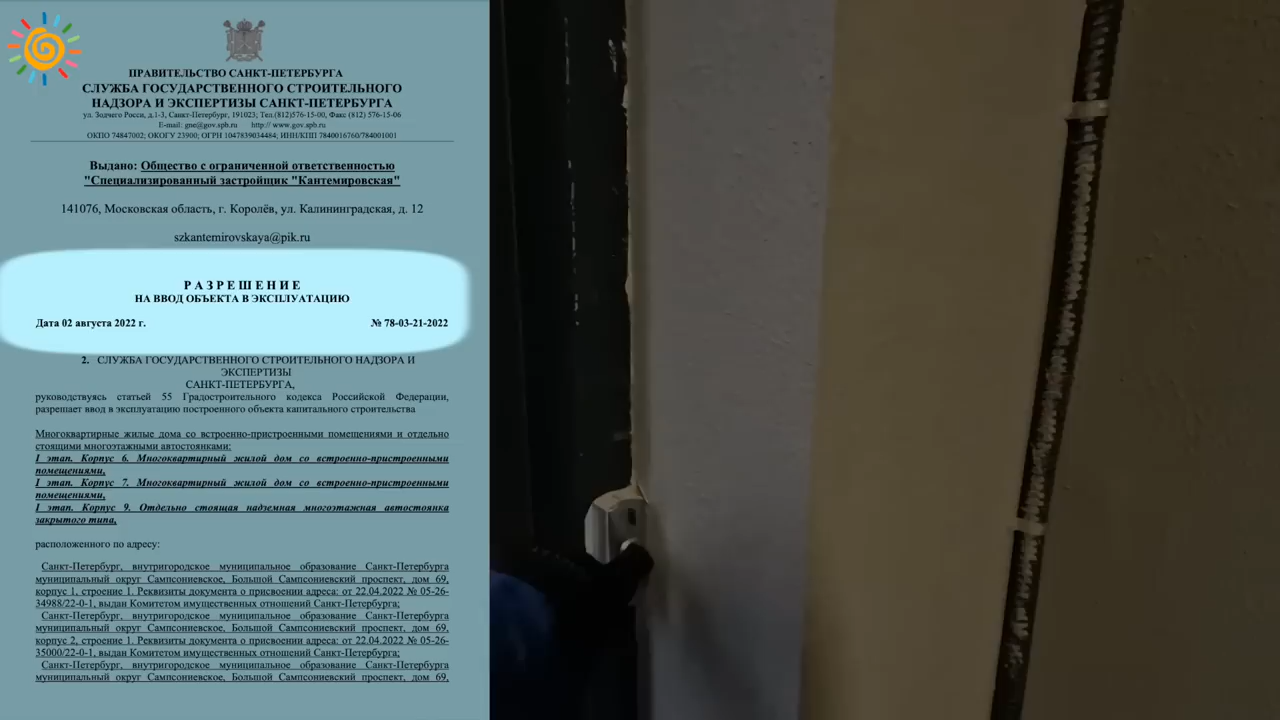 ПРАВИТЕЛЬСТВО САНКТ-ПЕТЕРБУРГА
СЛУЖБА ГОСУДАРСТВЕННОГО СТРОИТЕЛЬНОГО
НАДЗОРА И ЭКСПЕРТИЗЫ САНКТ-ПЕТЕРБУРГА
ул. Зодчего Росси, д.1-3, Санкт-Петербург, 191023; Тел.(812)576-15-00, Факс (812) 576-15-06
E-mail: gne@gov.spb.ru http:// www.gov.spb.ru
ОКПО 74847002; ОКОГУ 23900; ОГРН 1047839034484; ИНН/КПП 7840016760/784001001
Выдано: Общество с ограниченной ответственностью
"Специализированный застройщик "Кантемировская"
141076, Московская область, г. Королёв, ул. Калининградская, д. 12
szkantemirovskaya@pik.ru
Р А З Р Е Ш Е Н И Е
НА ВВОД ОБЪЕКТА В ЭКСПЛУАТАЦИЮ
Дата 02 августа 2022 г. № 78-03-21-2022
2. СЛУЖБА ГОСУДАРСТВЕННОГО СТРОИТЕЛЬНОГО НАДЗОРА И
ЭКСПЕРТИЗЫ
САНКТ-ПЕТЕРБУРГА,
руководствуясь статьей 55 Градостроительного кодекса Российской Федерации,
разрешает ввод в эксплуатацию построенного объекта капитального строительства
Многоквартирные жилые дома со встроенно-пристроенными помещениями и отдельно
стоящими многоэтажными автостоянками:
I этап. Корпус 6. Многоквартирный жилой дом со встроенно-пристроенными
помещениями,
I этап. Корпус 7. Многоквартирный жилой дом со встроенно-пристроенными
помещениями,
I этап. Корпус 9. Отдельно стоящая надземная многоэтажная автостоянка
закрытого типа,
расположенного по адресу:
Санкт-Петербург, внутригородское муниципальное образование Санкт-Петербурга
муниципальный округ Сампсониевское, Большой Сампсониевский проспект, дом 69,
корпус 1, строение 1. Реквизиты документа о присвоении адреса: от 22.04.2022 № 05-26-
34988/22-0-1, выдан Комитетом имущественных отношений Санкт-Петербурга;
Санкт-Петербург, внутригородское муниципальное образование Санкт-Петербурга
муниципальный округ Сампсониевское, Большой Сампсониевский проспект, дом 69,
корпус 2, строение 1. Реквизиты документа о присвоении адреса: от 22.04.2022 № 05-26-
35000/22-0-1, выдан Комитетом имущественных отношений Санкт-Петербурга;
Санкт-Петербург, внутригородское муниципальное образование Санкт-Петербурга
муниципальный округ Сампсониевское, Большой Сампсониевский проспект, дом 69,